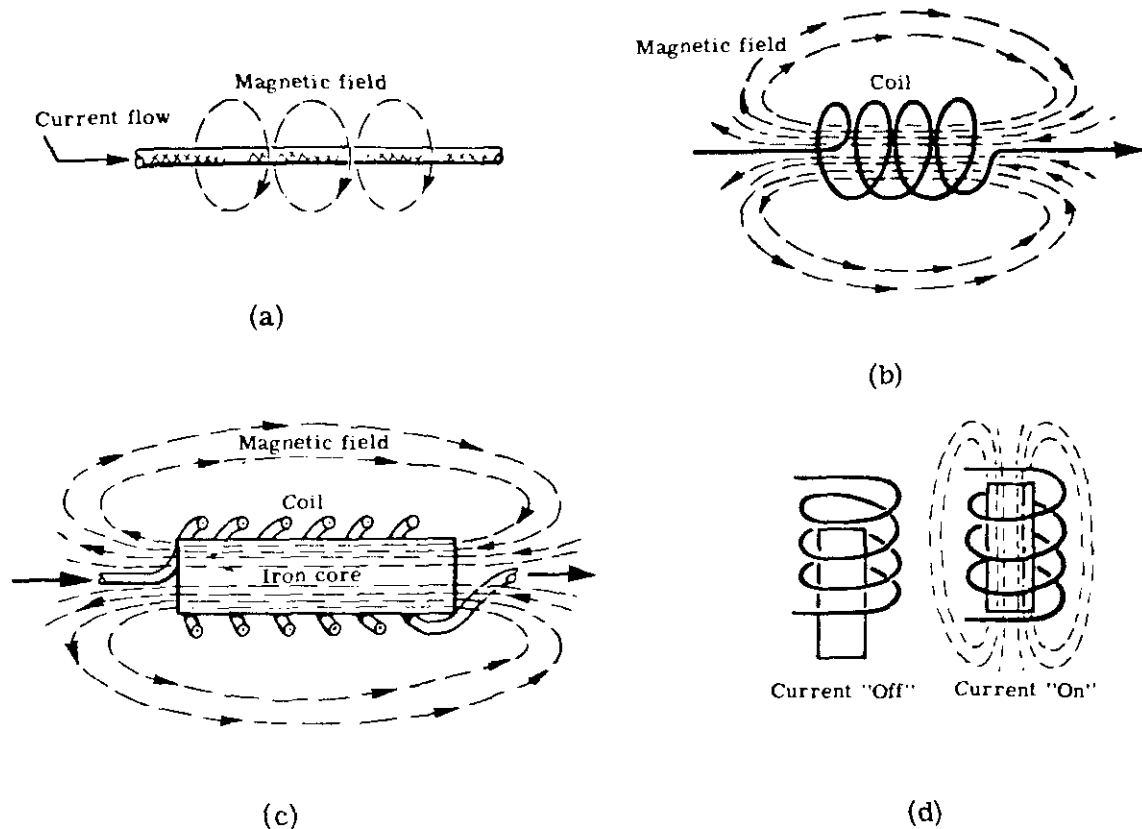 Magnetic field
Current flow
(a)
Magnetic field
Coil
(b)
Magnetic field
Coil
Iron core
(c)
Current "Off"
Current "On"
(d)